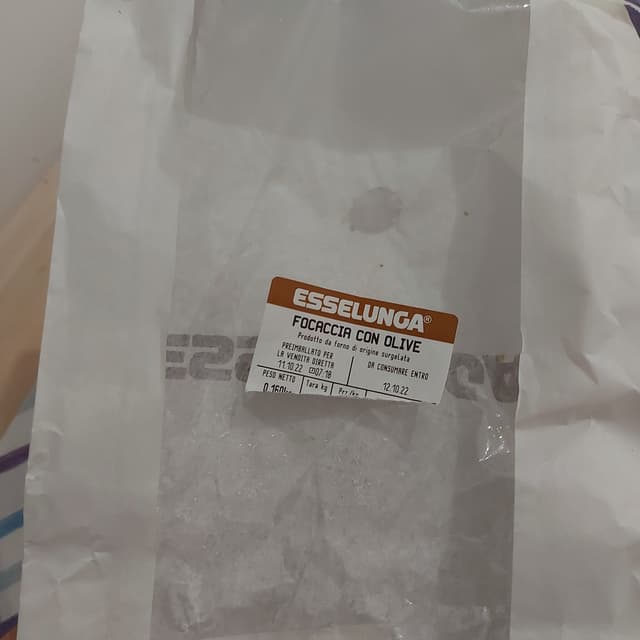 ESSELUNGA®
FOCACCIA CON OLIVE
Prodotto da forno di origine surgelata
PREIMBALLATO PER
LA VENDITA DIRETTA
DA CONSUMARE ENTRO
11.10.22
12.10.22
PESO NETTO
Tara kg